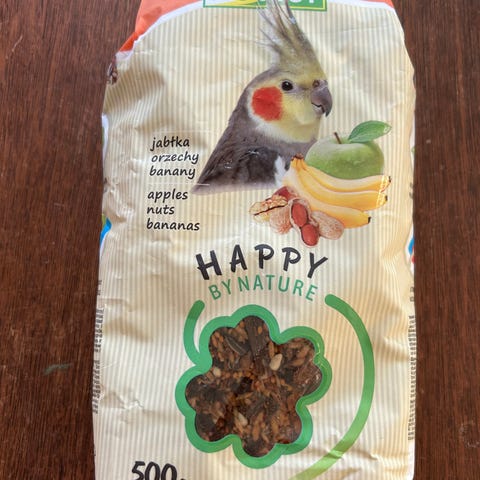 jabłka
orzechy
banany
apples
nuts
bananas
HAPPY
BY NATURE
500